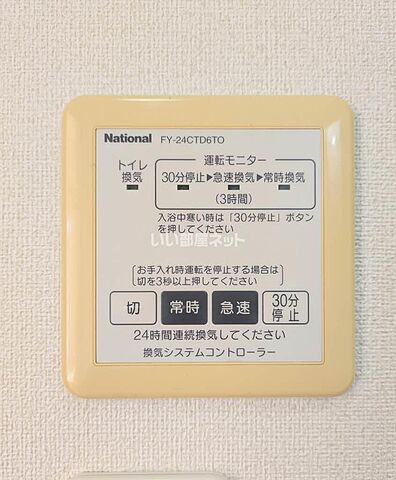 National FY-24CTD6TO
トイレ
換気
運転モニター
30分停止▶急速換気▶常時換気
(3時間)
入浴中寒い時は「30分停止」ボタン
を押してください
いい部屋ネット
お手入れ時運転を停止する場合は
切を3秒以上押してください
切 常時 急速 30分
停止
24時間連続換気してください
換気システムコントローラー